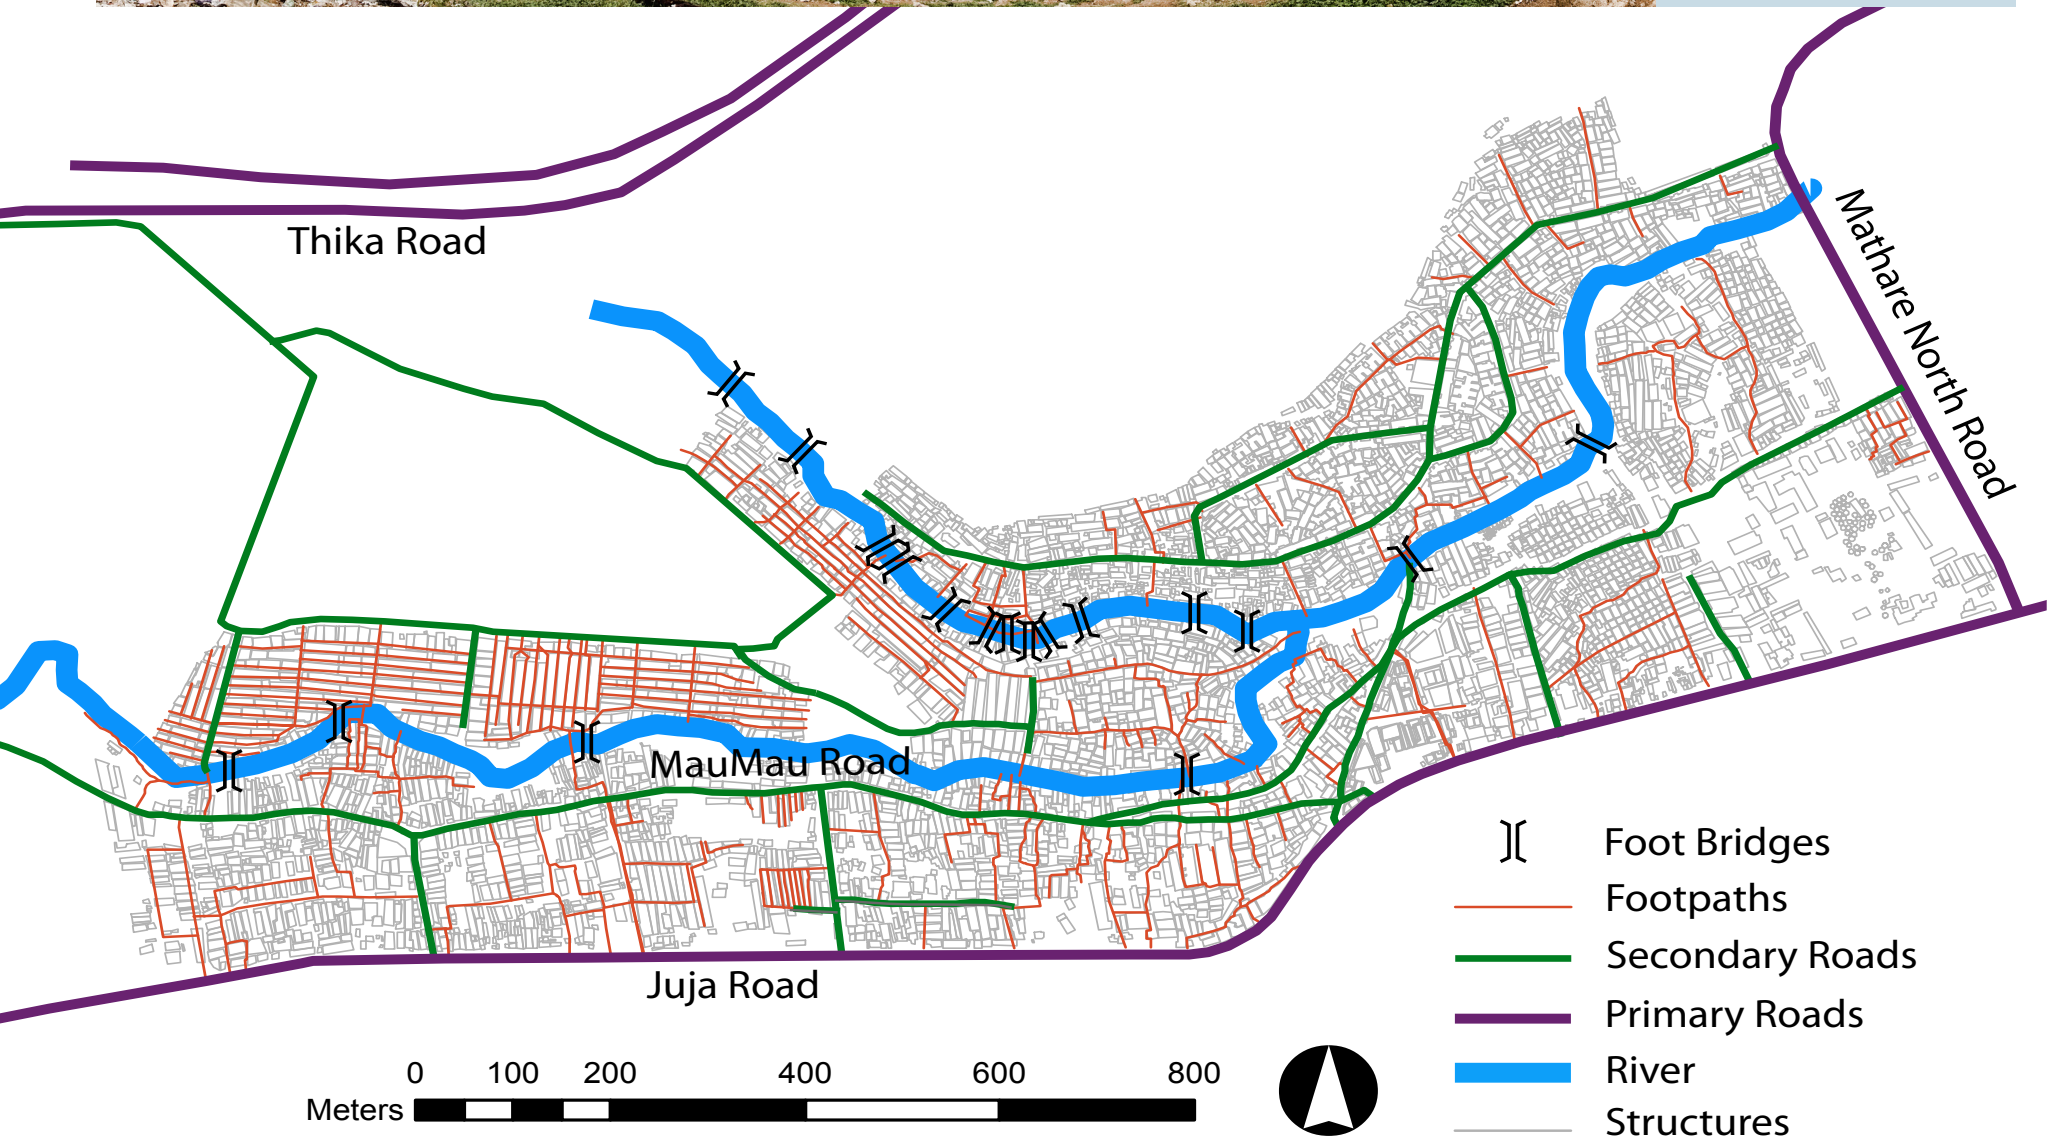 Thika Road
Mathare North Road
MauMau Road
Juja Road
Foot Bridges
Footpaths
Secondary Roads
Primary Roads
River
Structures
0 100 200 400 600 800
Meters